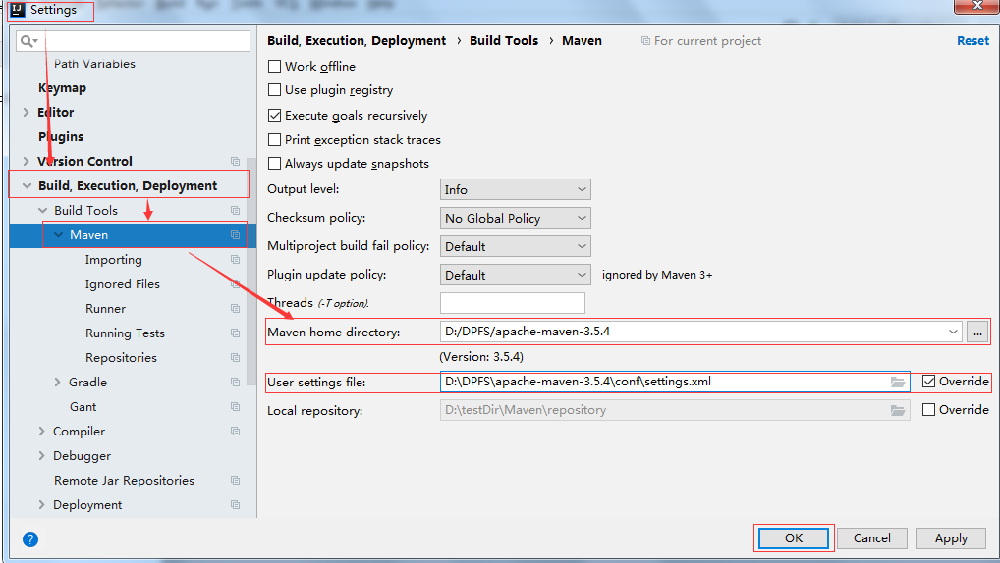 Settings
Path Variables
Keymap
Editor
Plugins
Version Control
Build, Execution, Deployment
Build Tools
Maven
Importing
Ignored Files
Runner
Running Tests
Repositories
Gradle
Gant
Compiler
Debugger
Remote Jar Repositories
Deployment
?
Build, Execution, Deployment › Build Tools › Maven For current project Reset
Work offline
Use plugin registry
Execute goals recursively
Print exception stack traces
Always update snapshots
Output level: Info
Checksum policy: No Global Policy
Multiproject build fail policy: Default
Plugin update policy: Default ignored by Maven 3+
Threads (-T option).
Maven home directory: D:/DPFS/apache-maven-3.5.4 ...
(Version: 3.5.4)
User settings file: D:\DPFS\apache-maven-3.5.4\conf\settings.xml Override
Local repository: D:\testDir\Maven\repository Override
OK Cancel Apply